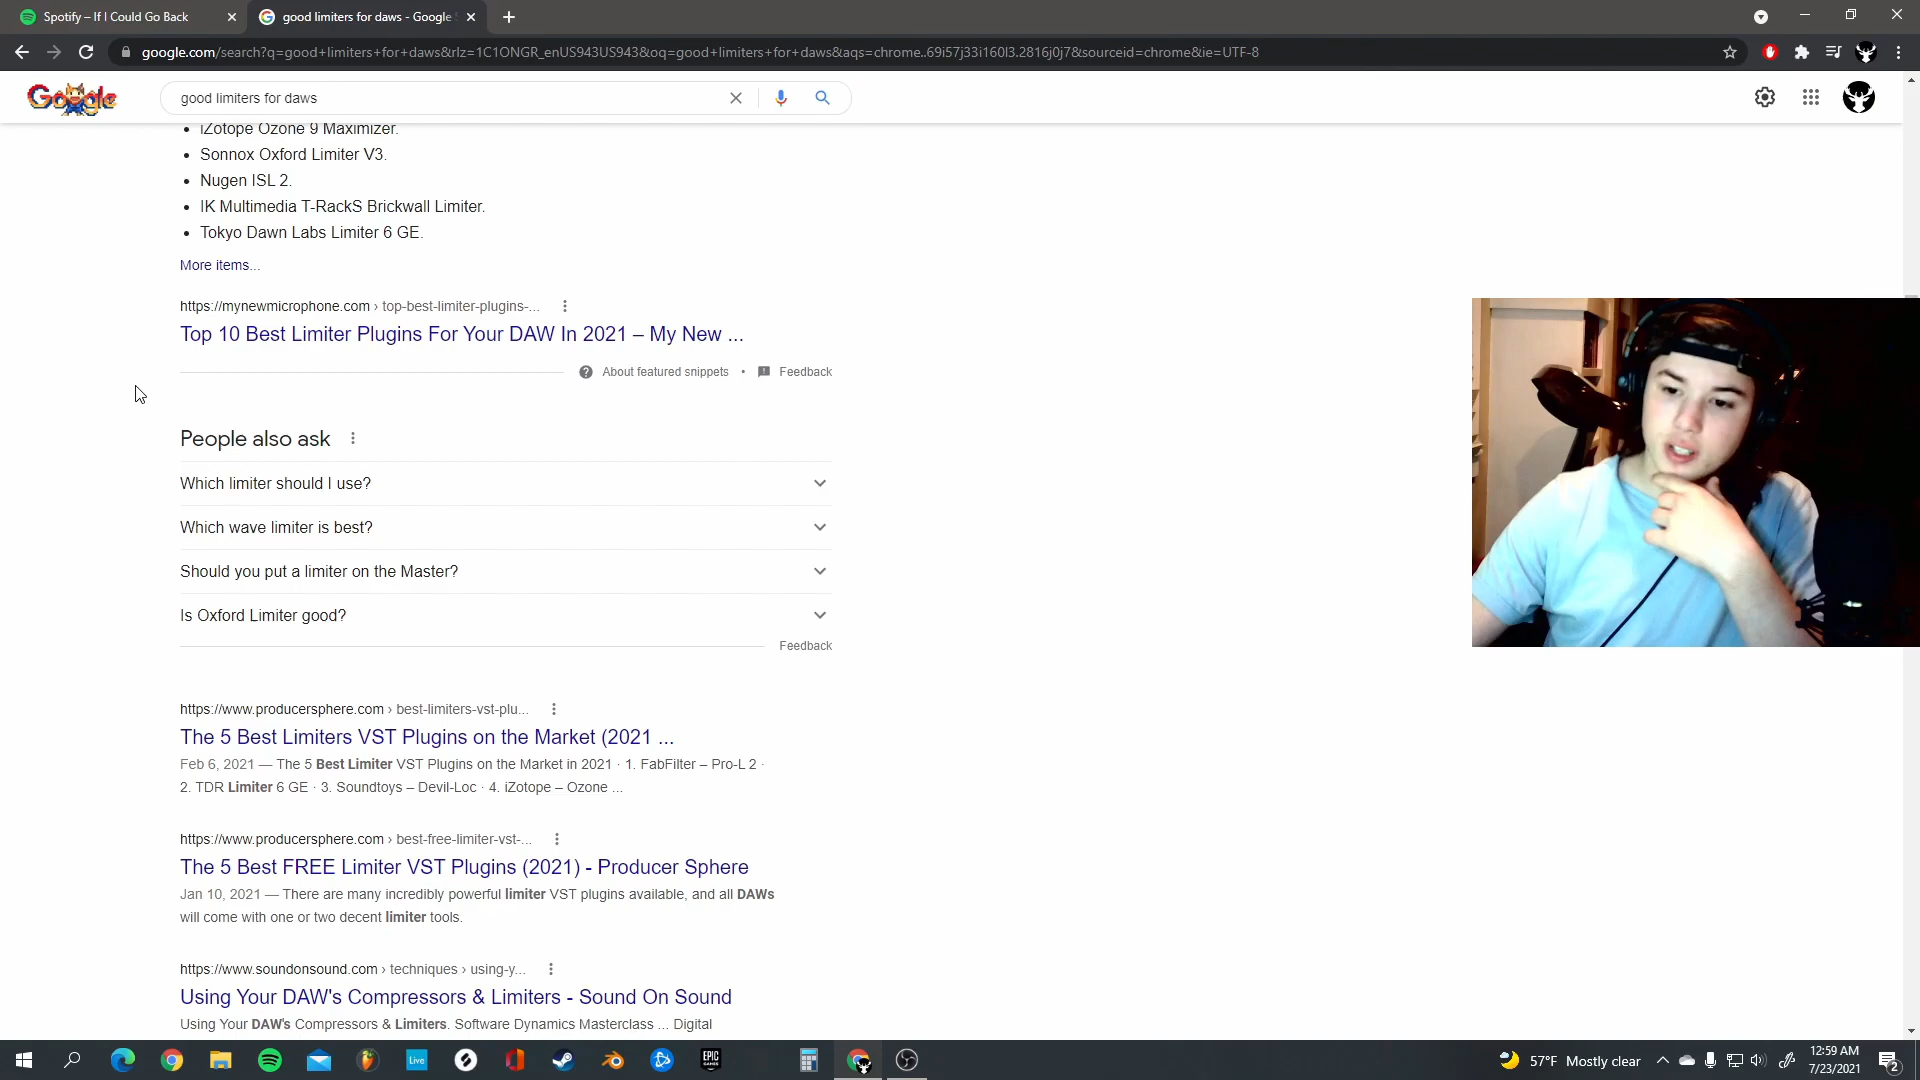 Spotify – If I Could Go Back
good limiters for daws - Google
google.com/search?q=good+limiters+for+daws&rlz=1C1ONGR_enUS943US943&oq=good+limiters+for+daws&aqs=chrome..69i57j33i160l3.2816j0j7&sourceid=chrome&ie=UTF-8
Google
good limiters for daws
iZotope Ozone 9 Maximizer.
Sonnox Oxford Limiter V3.
Nugen ISL 2.
IK Multimedia T-RackS Brickwall Limiter.
Tokyo Dawn Labs Limiter 6 GE.
More items...
https://mynewmicrophone.com › top-best-limiter-plugins-...
Top 10 Best Limiter Plugins For Your DAW In 2021 – My New ...
About featured snippets • Feedback
People also ask
Which limiter should I use?
Which wave limiter is best?
Should you put a limiter on the Master?
Is Oxford Limiter good?
Feedback
https://www.producersphere.com › best-limiters-vst-plu...
The 5 Best Limiters VST Plugins on the Market (2021 ...
Feb 6, 2021 — The 5 Best Limiter VST Plugins on the Market in 2021 · 1. FabFilter – Pro-L 2 ·
2. TDR Limiter 6 GE · 3. Soundtoys – Devil-Loc · 4. iZotope – Ozone ...
https://www.producersphere.com › best-free-limiter-vst-...
The 5 Best FREE Limiter VST Plugins (2021) - Producer Sphere
Jan 10, 2021 — There are many incredibly powerful limiter VST plugins available, and all DAWs
will come with one or two decent limiter tools.
https://www.soundonsound.com › techniques › using-y...
Using Your DAW's Compressors & Limiters - Sound On Sound
Using Your DAW's Compressors & Limiters. Software Dynamics Masterclass ... Digital
Live
EPIC
GAMES
57°F Mostly clear
12:59 AM
7/23/2021
2